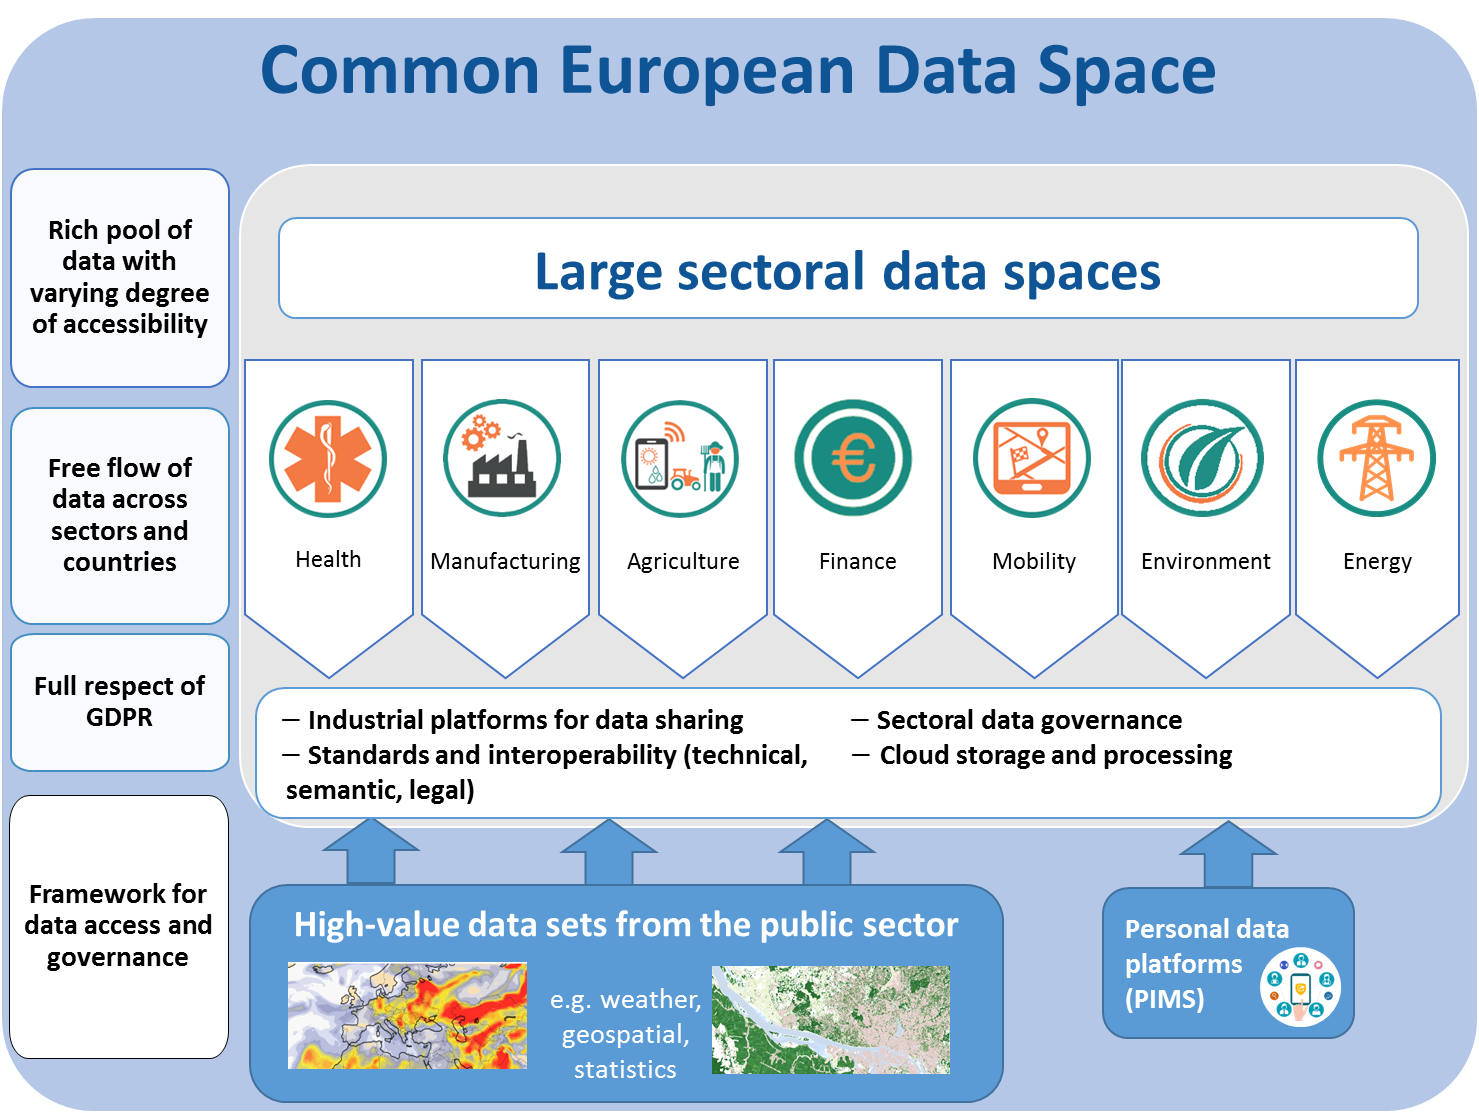 Common European Data Space
Rich pool of
data with
varying degree
of accessibility
Free flow of
data across
sectors and
countries
Full respect of
GDPR
Framework for
data access and
governance
Large sectoral data spaces
Health
Manufacturing
Agriculture
Finance
Mobility
Environment
Energy
– Industrial platforms for data sharing
– Standards and interoperability (technical,
semantic, legal)
– Sectoral data governance
– Cloud storage and processing
High-value data sets from the public sector
e.g. weather,
geospatial,
statistics
Personal data
platforms
(PIMS)